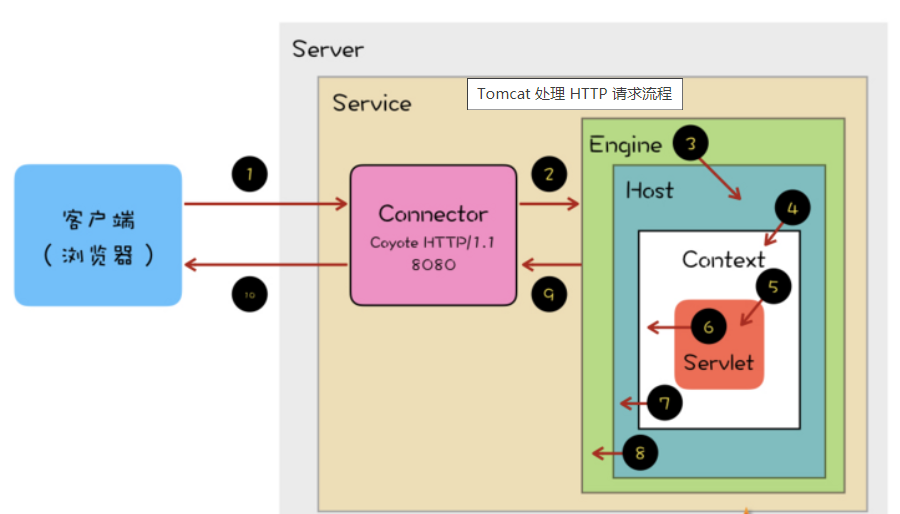 Server
Service
Tomcat 处理 HTTP 请求流程
Engine
3
Host
1
2
4
客户端
（浏览器）
Connector
Coyote HTTP/1.1
8080
Context
5
10
9
6
Servlet
7
8